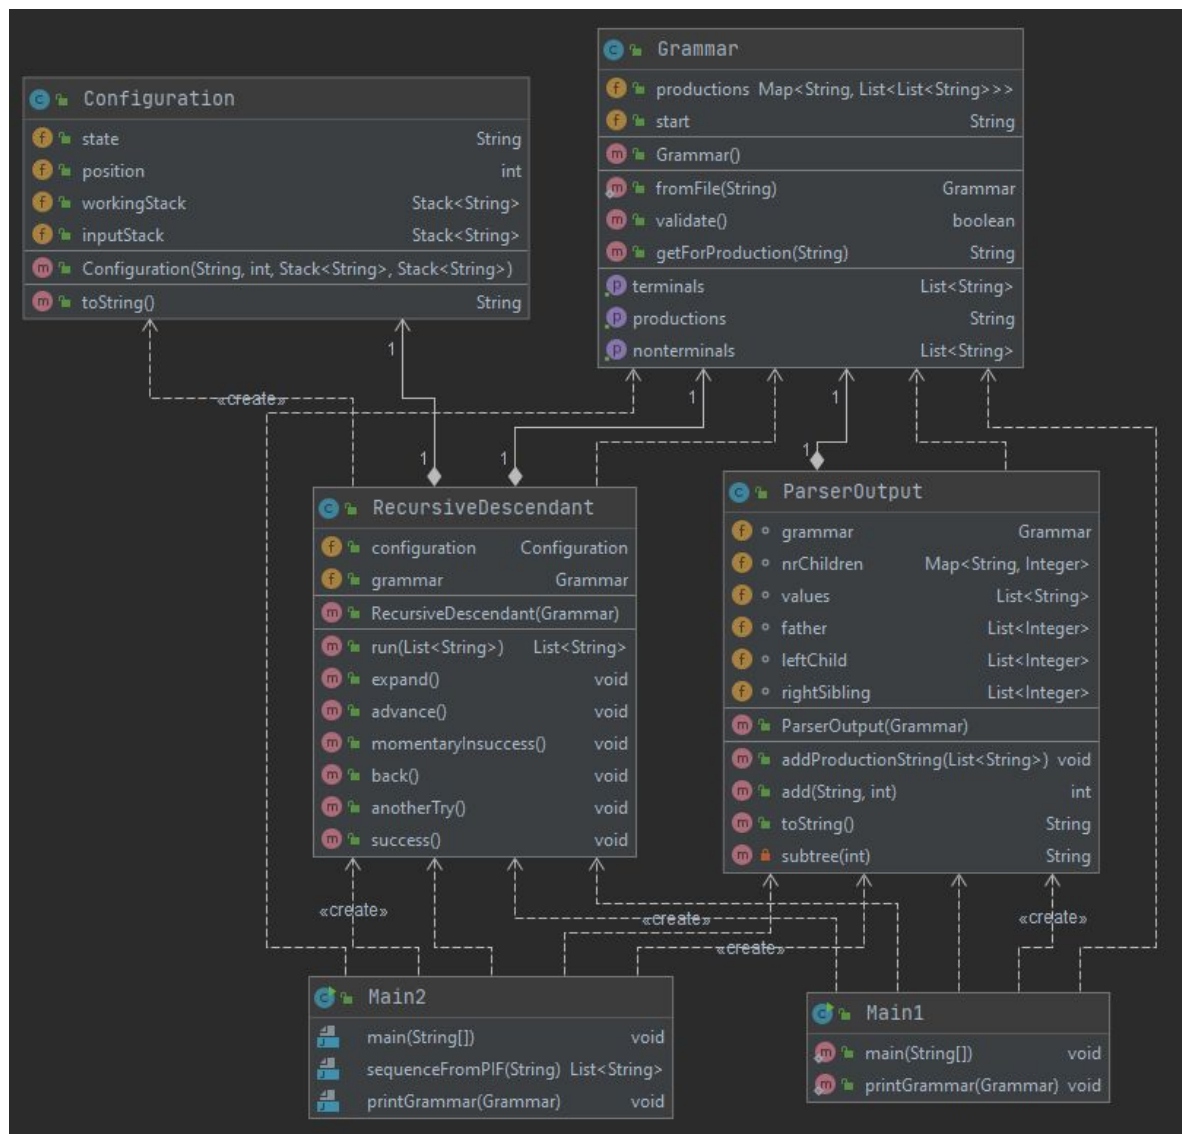 Configuration
state String
position int
workingStack Stack<String>
inputStack Stack<String>
Configuration(String, int, Stack<String>, Stack<String>)
toString() String
Grammar
productions Map<String, List<List<String>>>
start String
Grammar()
fromFile(String) Grammar
validate() boolean
getForProduction(String) String
terminals List<String>
productions String
nonterminals List<String>
1
1
1
«create»
1
1
1
RecursiveDescendant
configuration Configuration
grammar Grammar
RecursiveDescendant(Grammar)
run(List<String>) List<String>
expand() void
advance() void
momentaryInsuccess() void
back() void
anotherTry() void
success() void
ParserOutput
grammar Grammar
nrChildren Map<String, Integer>
values List<String>
father List<Integer>
leftChild List<Integer>
rightSibling List<Integer>
ParserOutput(Grammar)
addProductionString(List<String>) void
add(String, int) int
toString() String
subtree(int) String
«create»
«create»
«create»
«create»
Main2
main(String[]) void
sequenceFromPIF(String) List<String>
printGrammar(Grammar) void
Main1
main(String[]) void
printGrammar(Grammar) void